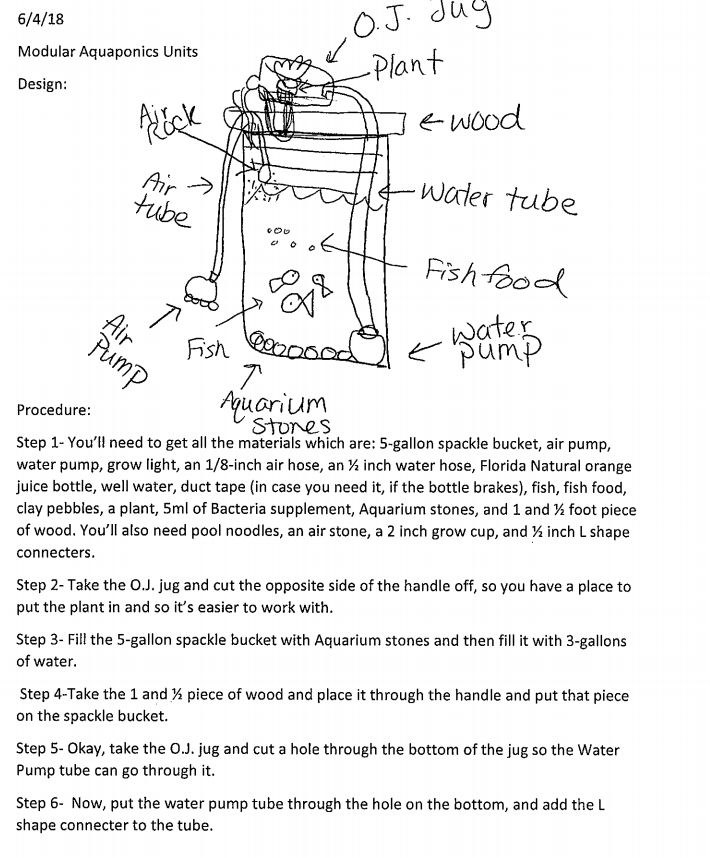 6/4/18
O.J. Jug
Modular Aquaponics Units
Plant
Design:
Air
Rock
wood
Air
tube
Water tube
Fish food
Air
Pump
Fish
water
pump
Aquarium
Stones
Procedure:
Step 1- You'll need to get all the materials which are: 5-gallon spackle bucket, air pump,
water pump, grow light, an 1/8-inch air hose, an ½ inch water hose, Florida Natural orange
juice bottle, well water, duct tape (in case you need it, if the bottle brakes), fish, fish food,
clay pebbles, a plant, 5ml of Bacteria supplement, Aquarium stones, and 1 and ½ foot piece
of wood. You'll also need pool noodles, an air stone, a 2 inch grow cup, and ½ inch L shape
connecters.
Step 2- Take the O.J. jug and cut the opposite side of the handle off, so you have a place to
put the plant in and so it's easier to work with.
Step 3- Fill the 5-gallon spackle bucket with Aquarium stones and then fill it with 3-gallons
of water.
Step 4-Take the 1 and ½ piece of wood and place it through the handle and put that piece
on the spackle bucket.
Step 5- Okay, take the O.J. jug and cut a hole through the bottom of the jug so the Water
Pump tube can go through it.
Step 6- Now, put the water pump tube through the hole on the bottom, and add the L
shape connecter to the tube.